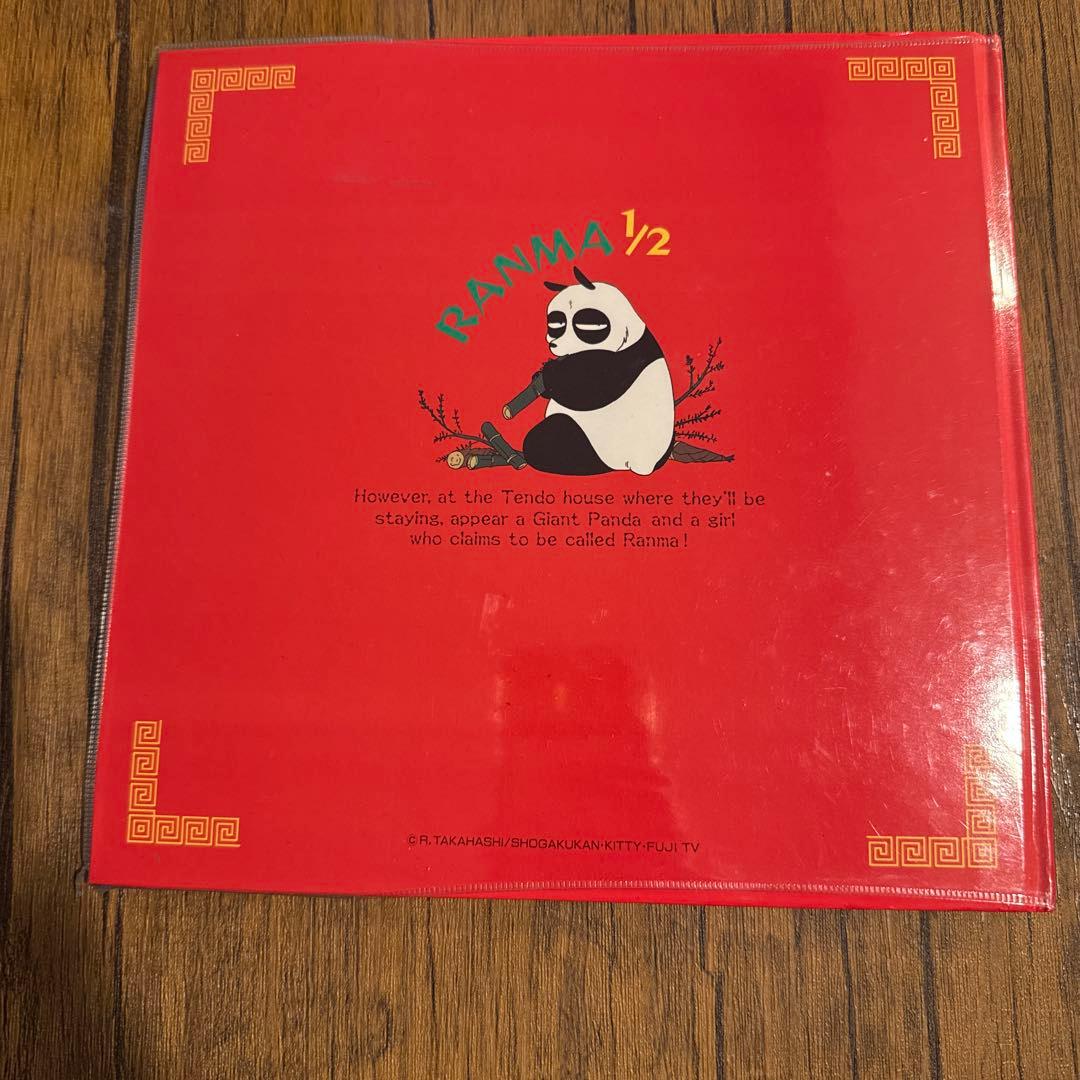 RANMA 1/2
However, at the Tendo house where they'll be
staying, appear a Giant Panda and a girl
who claims to be called Ranma!
© R. TAKAHASHI/SHOGAKUKAN·KITTY·FUJI TV